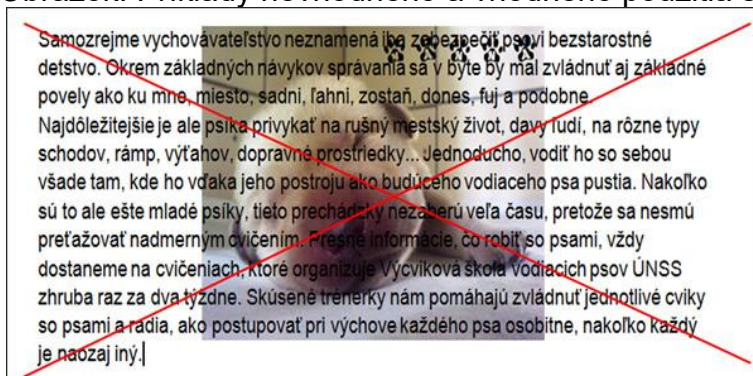 Samozrejme vychovávateľstvo neznamená iba zabezpečiť psovi bezstarostné
detstvo. Okrem základných návykov správania sa v byte by mal zvládnuť aj základné
povely ako ku mne, miesto, sadni, ľahni, zostaň, dones, fuj a podobne.
Najdôležitejšie je ale psíka privykať na rušný mestský život, davy ľudí, na rôzne typy
schodov, rámp, výťahov, dopravné prostriedky... Jednoducho, vodiť ho so sebou
všade tam, kde ho vďaka jeho postroju ako budúceho vodiaceho psa pustia. Nakoľko
sú to ale ešte mladé psíky, tieto prechádzky nezaberú veľa času, pretože sa nesmú
preťažovať nadmerným cvičením. Presné informácie, čo robiť so psami, vždy
dostaneme na cvičeniach, ktoré organizuje Výcviková škola vodiacich psov ÚNSS
zhruba raz za dva týždne. Skúsené trénerky nám pomáhajú zvládnuť jednotlivé cviky
so psami a radia, ako postupovať pri výchove každého psa osobitne, nakoľko každý
je naozaj iný.